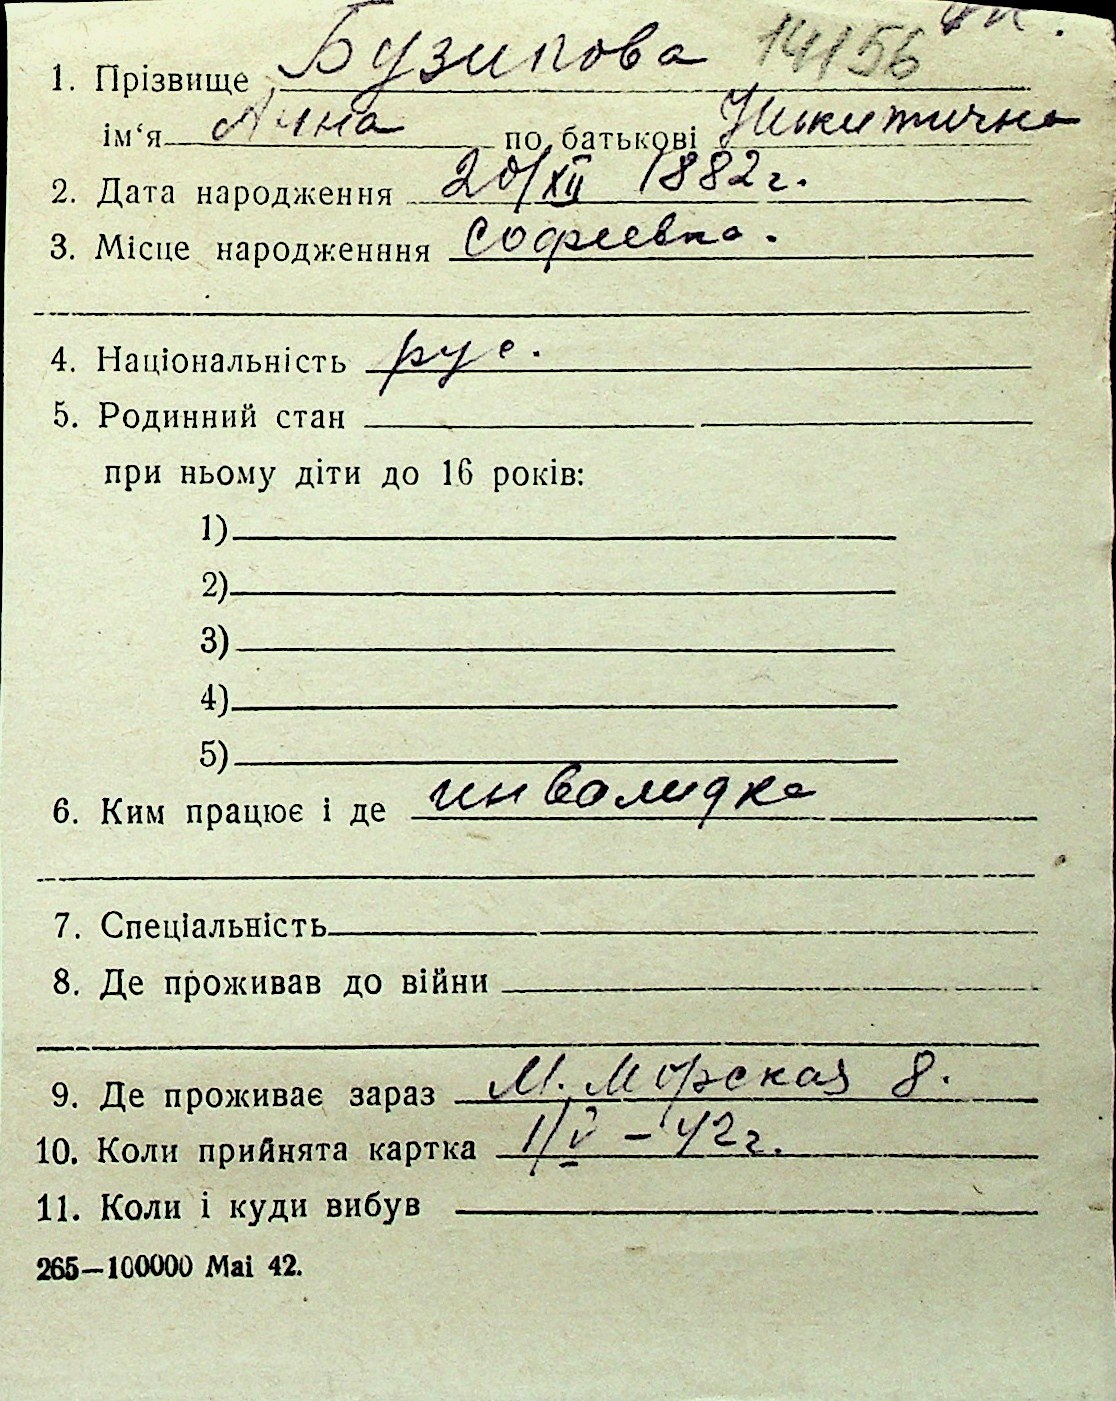 14156
1. Прізвище Бузипова
ім‘я Анна по батькові Никитична
2. Дата народження 20/XII 1882 г.
3. Місце народженння Софиевка.
4. Національність рус.
5. Родинний стан
при ньому діти до 16 років:
1)
2)
3)
4)
5)
6. Ким працює і де инвалидка
7. Спеціальність
8. Де проживав до війни
9. Де проживає зараз М. Морская 8.
10. Коли прийнята картка 1/V – 42 г.
11. Коли і куди вибув
265—100000 Mai 42.